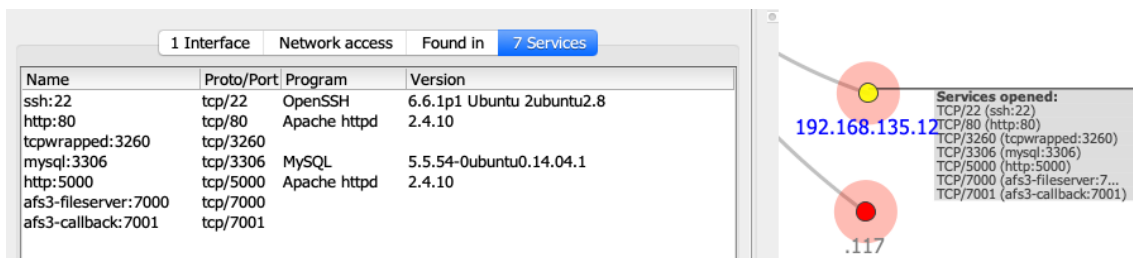 1 Interface Network access Found in 7 Services
Name Proto/Port Program Version
ssh:22 tcp/22 OpenSSH 6.6.1p1 Ubuntu 2ubuntu2.8
http:80 tcp/80 Apache httpd 2.4.10
tcpwrapped:3260 tcp/3260
mysql:3306 tcp/3306 MySQL 5.5.54-0ubuntu0.14.04.1
http:5000 tcp/5000 Apache httpd 2.4.10
afs3-fileserver:7000 tcp/7000
afs3-callback:7001 tcp/7001
192.168.135.12
Services opened:
TCP/22 (ssh:22)
TCP/80 (http:80)
TCP/3260 (tcpwrapped:3260)
TCP/3306 (mysql:3306)
TCP/5000 (http:5000)
TCP/7000 (afs3-fileserver:7...
TCP/7001 (afs3-callback:7001)
.117